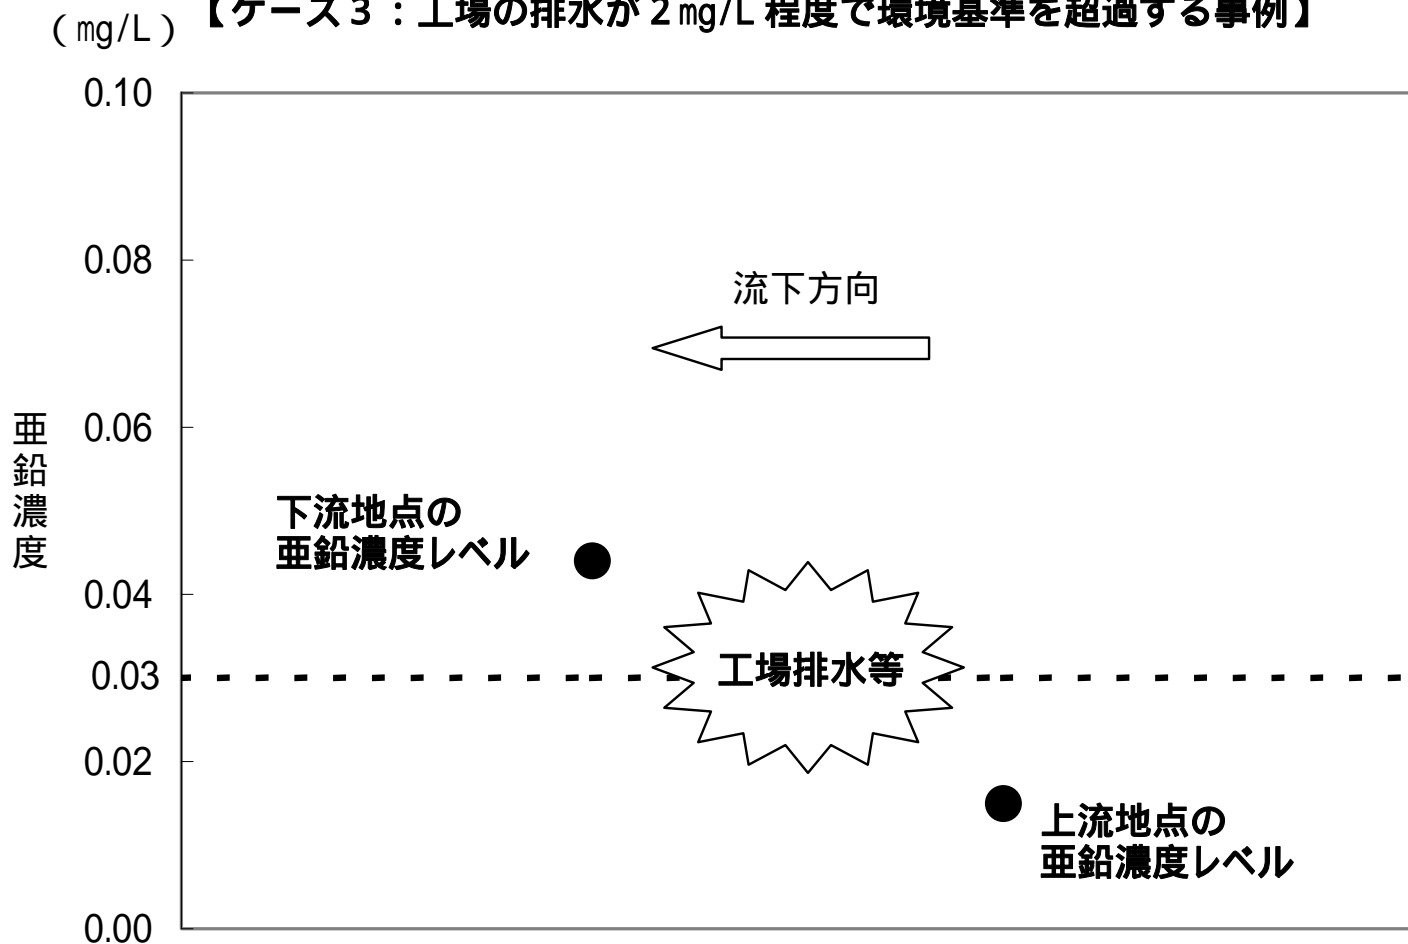 【ケース３：工場の排水が２mg/L 程度で環境基準を超過する事例】
（mg/L）
0.10
0.08
流下方向
0.06
亜鉛濃度
下流地点の
亜鉛濃度レベル
0.04
工場排水等
0.03
0.02
上流地点の
亜鉛濃度レベル
0.00